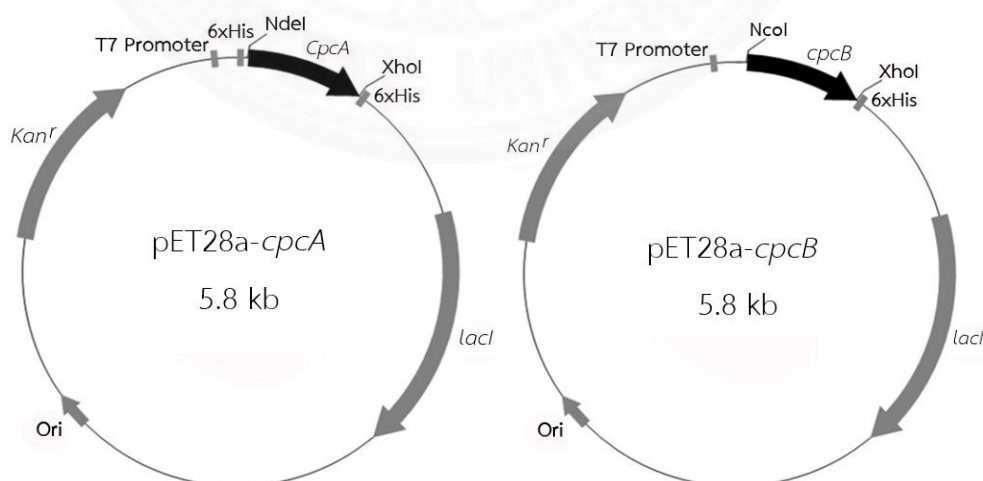 T7 Promoter
6xHis
NdeI
CpcA
XhoI
6xHis
Kanʳ
pET28a-cpcA
5.8 kb
lacI
Ori
T7 Promoter
NcoI
cpcB
XhoI
6xHis
Kanʳ
pET28a-cpcB
5.8 kb
lacI
Ori